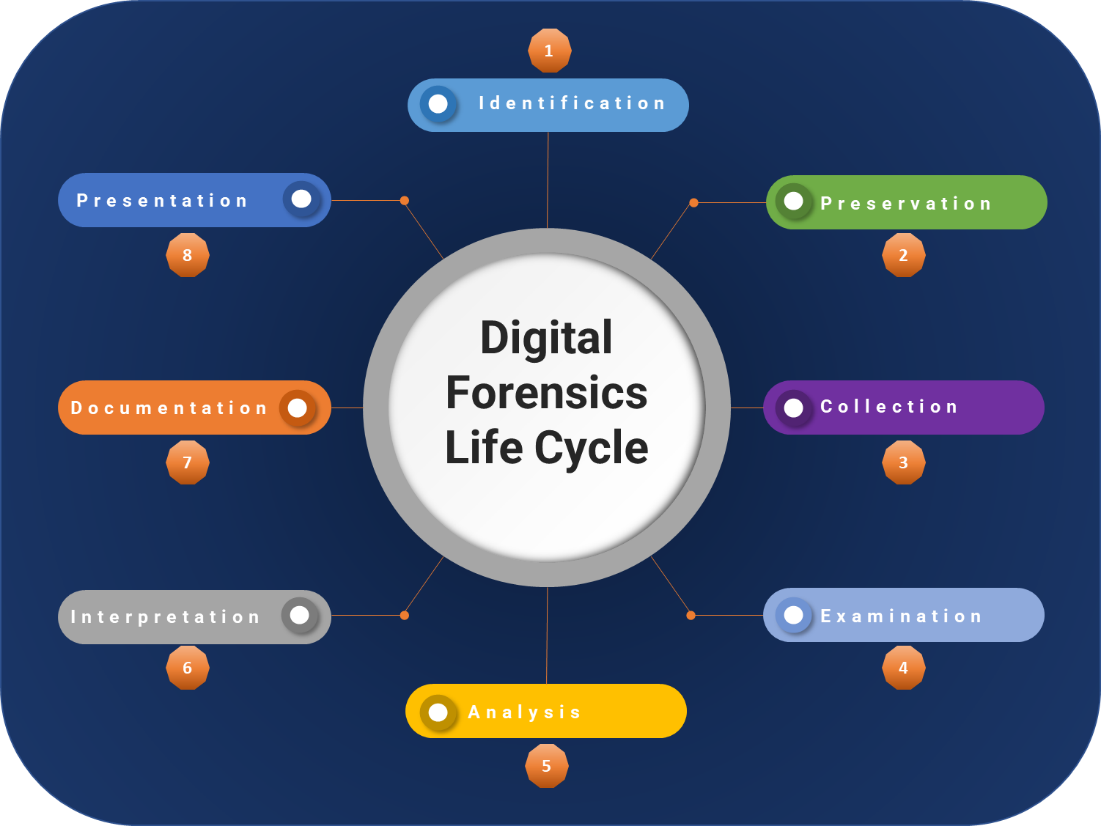 1
Identification
Presentation
8
Preservation
2
Digital
Forensics
Life Cycle
Documentation
7
Collection
3
Interpretation
6
Examination
4
Analysis
5